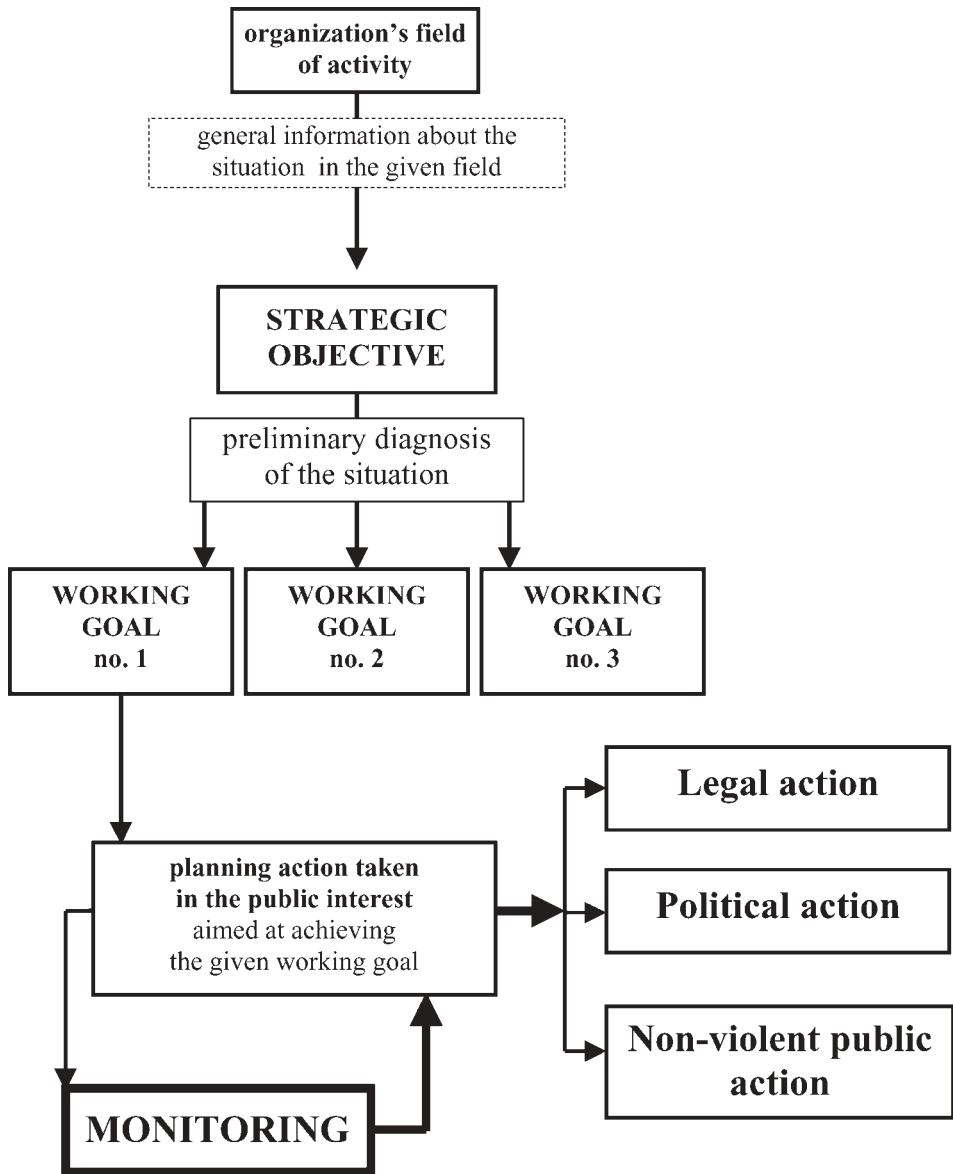 organization's field
of activity
general information about the
situation in the given field
STRATEGIC
OBJECTIVE
preliminary diagnosis
of the situation
WORKING
GOAL
no. 1
WORKING
GOAL
no. 2
WORKING
GOAL
no. 3
Legal action
planning action taken
in the public interest
aimed at achieving
the given working goal
Political action
Non-violent public
action
MONITORING